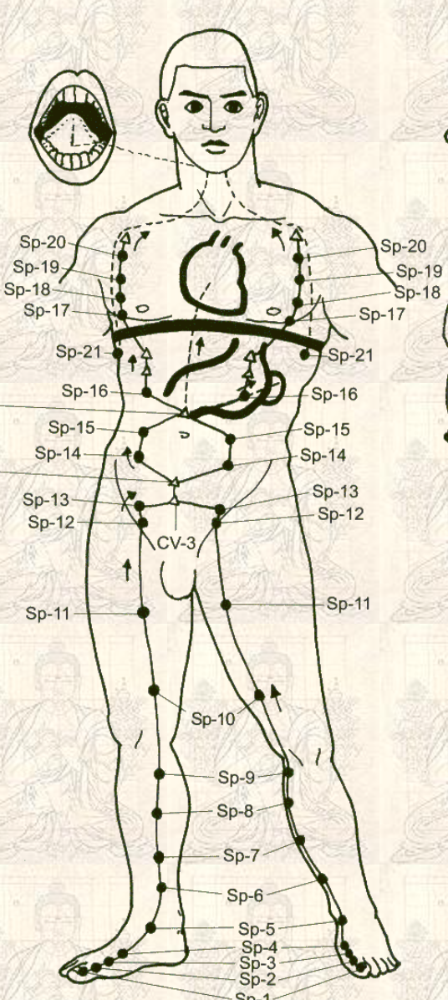 Sp-20 Sp-20
Sp-19 Sp-19
Sp-18 Sp-18
Sp-17 Sp-17
Sp-21 Sp-21
Sp-16 Sp-16
Sp-15 Sp-15
Sp-14 Sp-14
Sp-13 Sp-13
Sp-12 Sp-12
CV-3
Sp-11 Sp-11
Sp-10
Sp-9
Sp-8
Sp-7
Sp-6
Sp-5
Sp-4
Sp-3
Sp-2
Sp-1